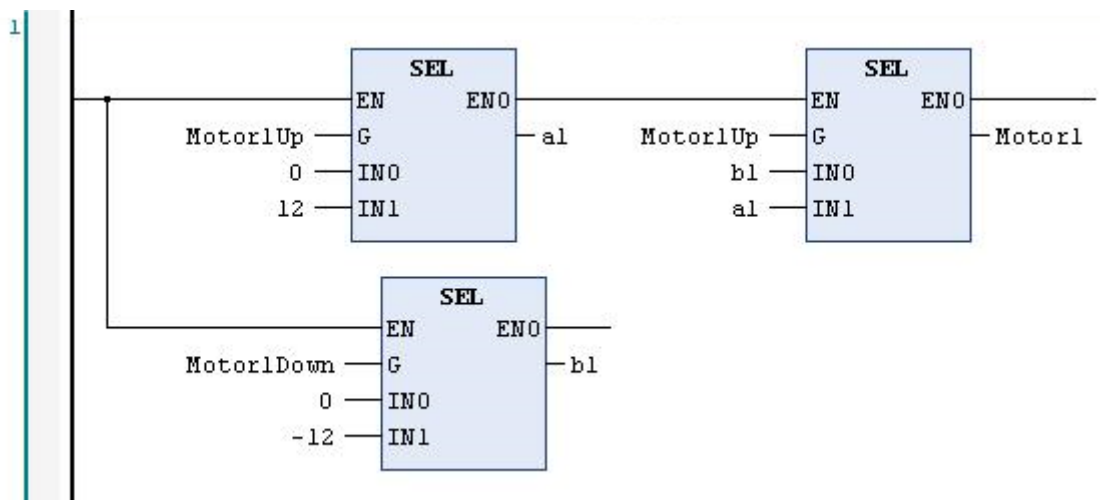 1
SEL
EN ENO
Motor1Up G a1
0 IN0
12 IN1
SEL
EN ENO
Motor1Up G Motor1
b1 IN0
a1 IN1
SEL
EN ENO
Motor1Down G b1
0 IN0
-12 IN1